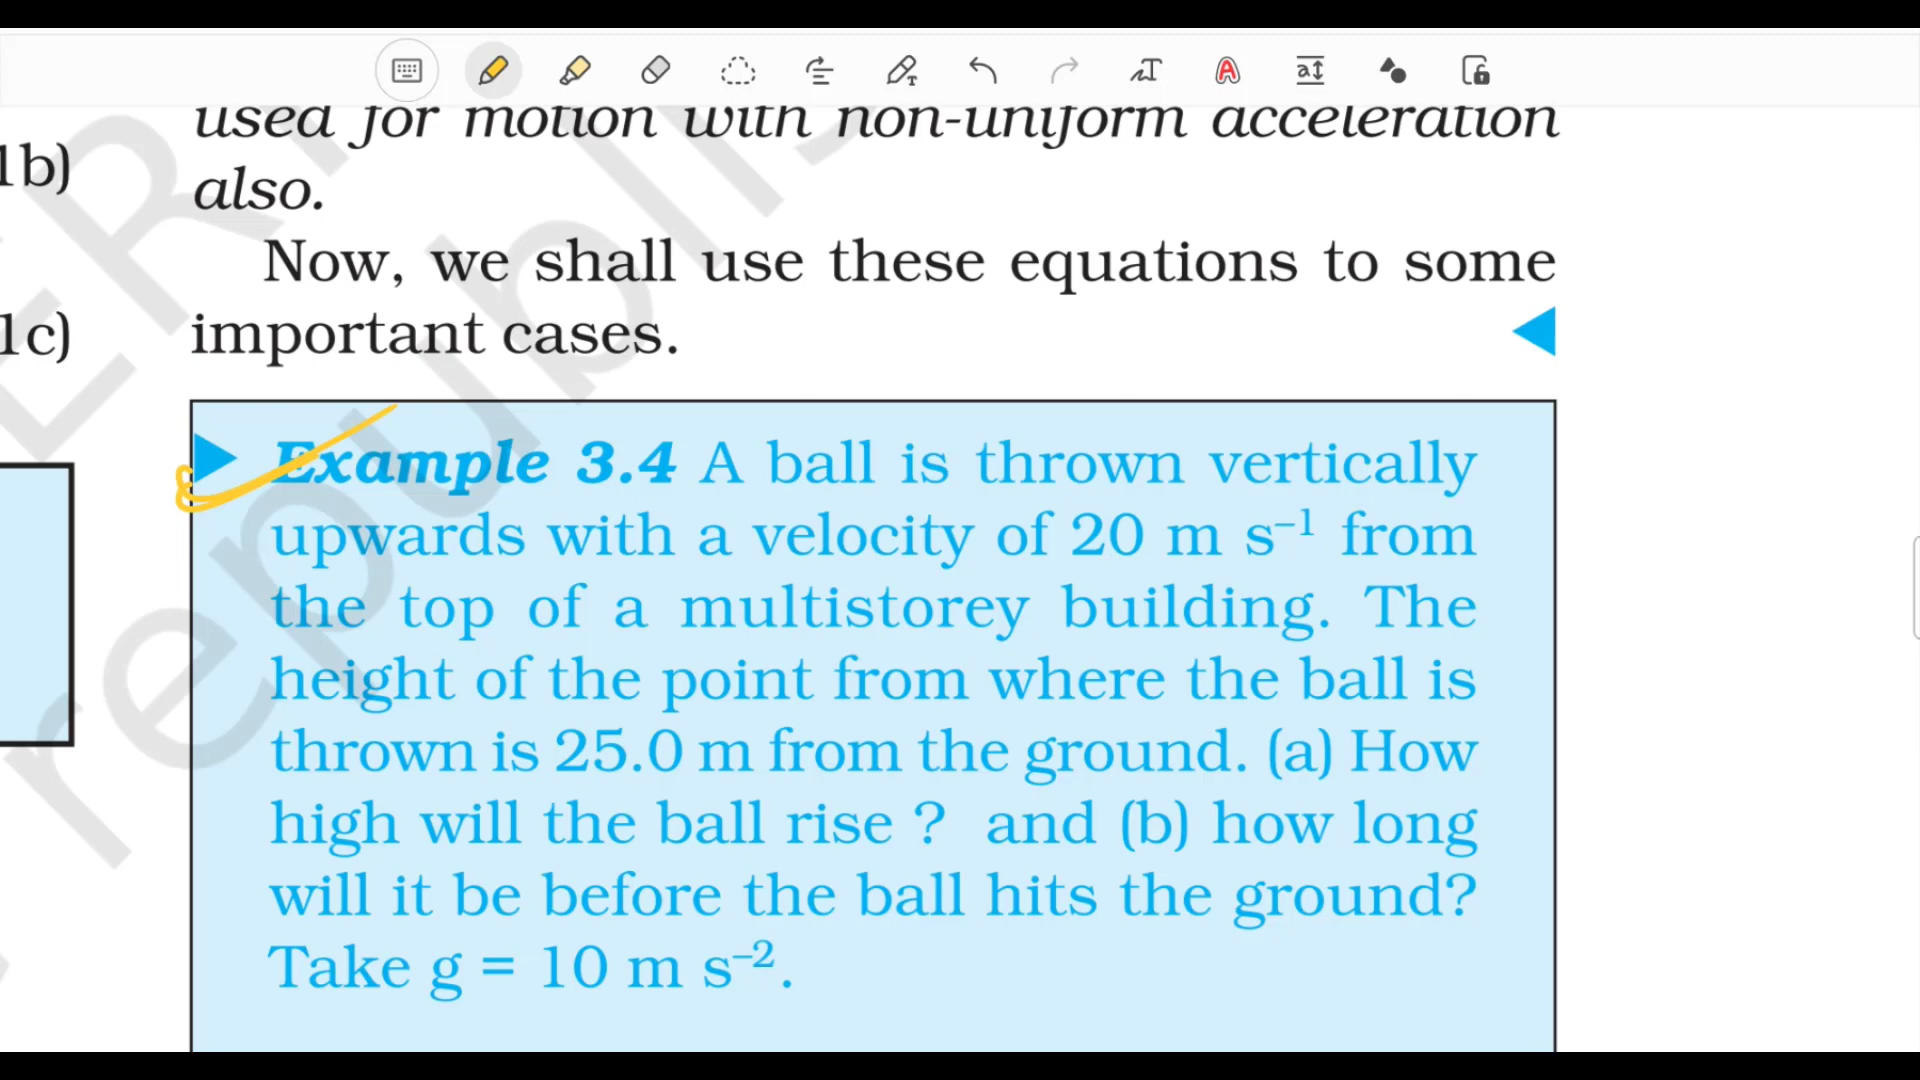 used for motion with non-uniform acceleration
1b)
also.
Now, we shall use these equations to some
1c)
important cases.
Example 3.4 A ball is thrown vertically
upwards with a velocity of 20 m s⁻¹ from
the top of a multistorey building. The
height of the point from where the ball is
thrown is 25.0 m from the ground. (a) How
high will the ball rise ? and (b) how long
will it be before the ball hits the ground?
Take g = 10 m s⁻².